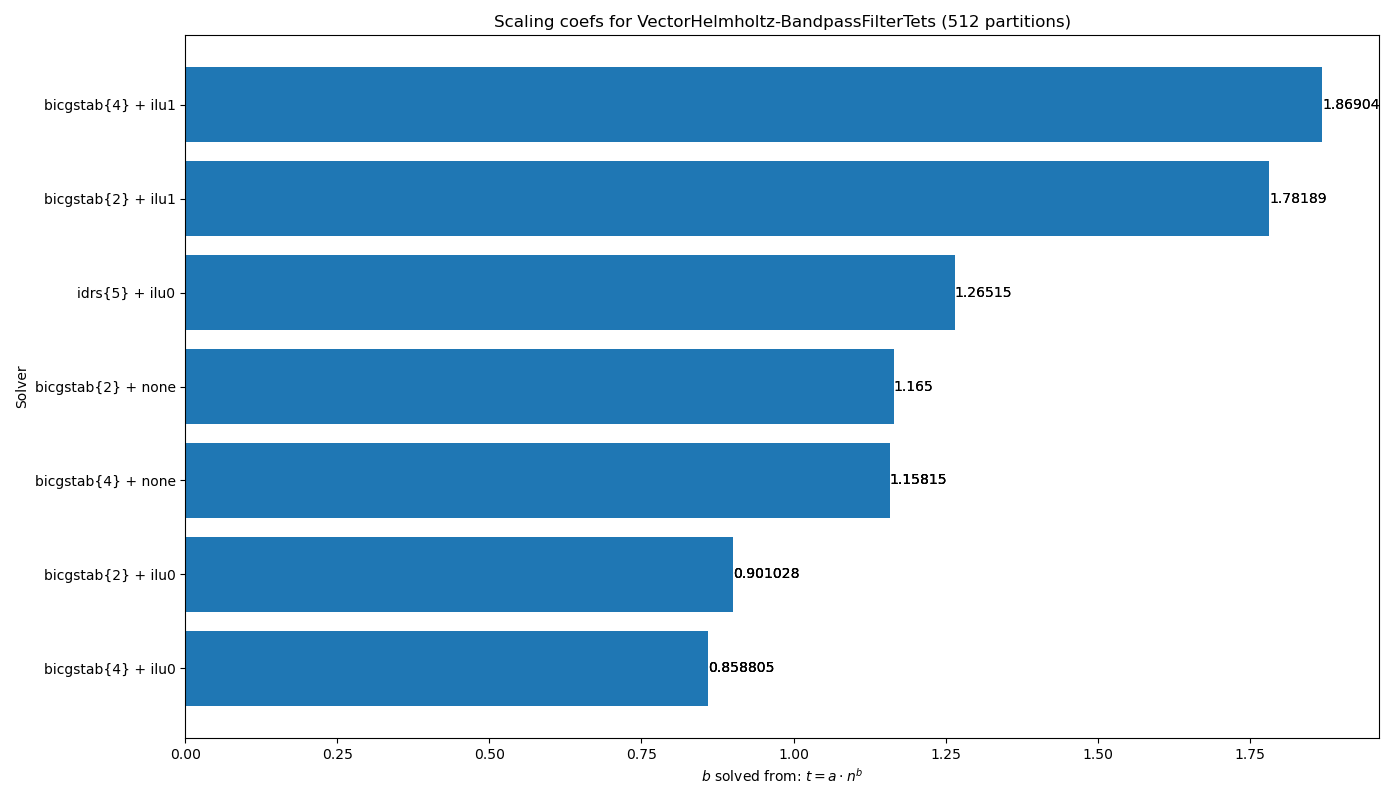 Scaling coefs for VectorHelmholtz-BandpassFilterTets (512 partitions)
Solver
bicgstab{4} + ilu1
1.86904
bicgstab{2} + ilu1
1.78189
idrs{5} + ilu0
1.26515
bicgstab{2} + none
1.165
bicgstab{4} + none
1.15815
bicgstab{2} + ilu0
0.901028
bicgstab{4} + ilu0
0.858805
0.00 0.25 0.50 0.75 1.00 1.25 1.50 1.75
b solved from: t = a · n^b